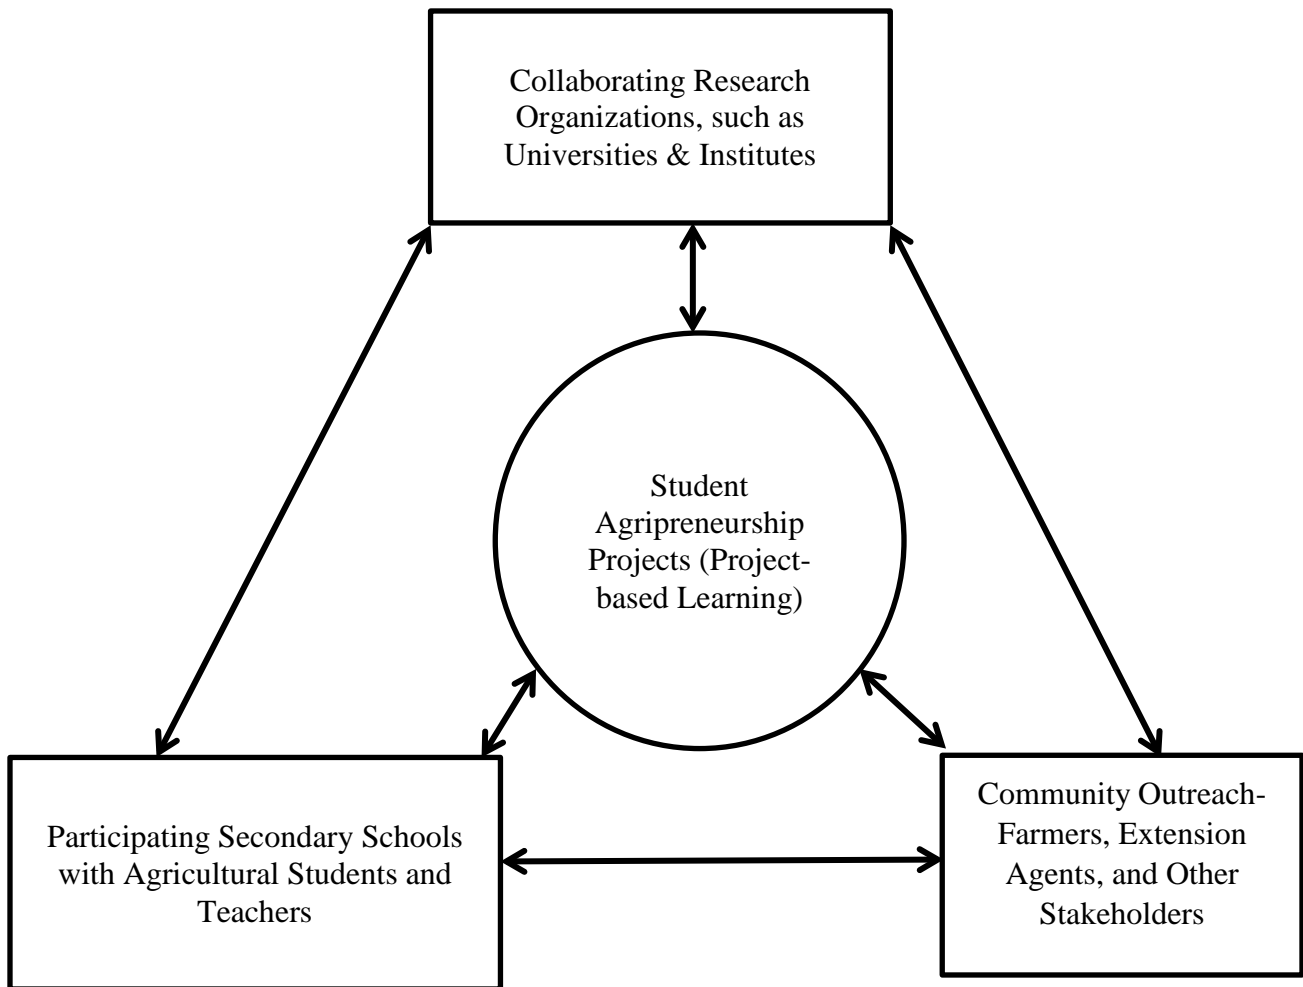 Collaborating Research
Organizations, such as
Universities & Institutes
Student
Agripreneurship
Projects (Project-
based Learning)
Participating Secondary Schools
with Agricultural Students and
Teachers
Community Outreach-
Farmers, Extension
Agents, and Other
Stakeholders